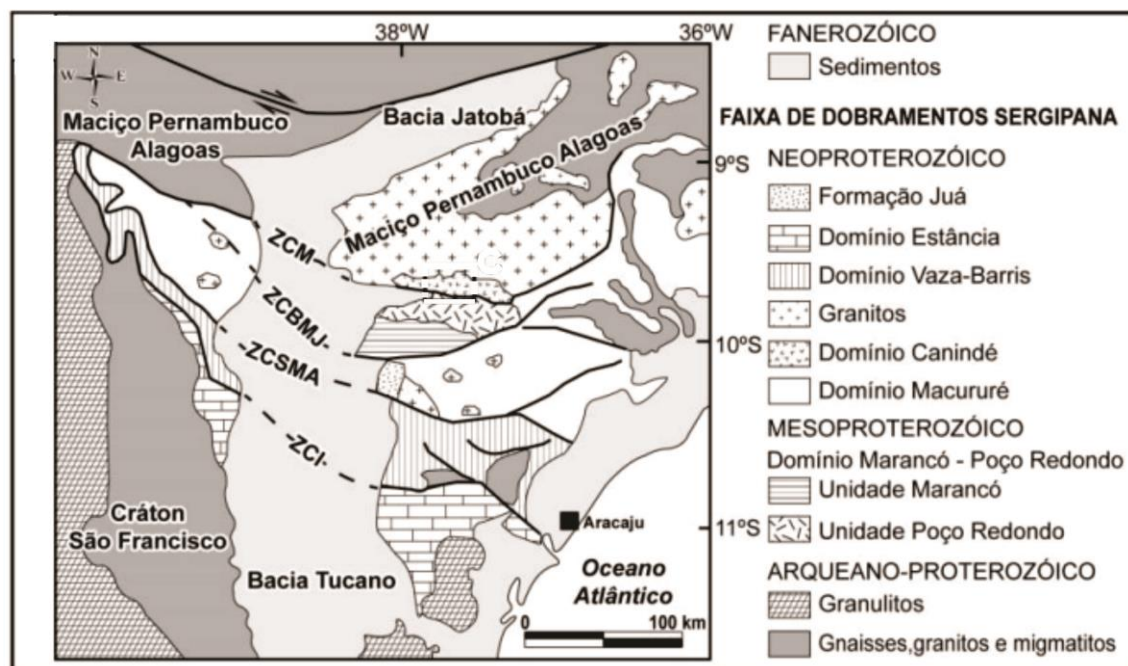 38ºW
36ºW
N
W E
S
Maciço Pernambuco
Alagoas
Bacia Jatobá
Maciço Pernambuco Alagoas
9ºS
ZCM
ZCBMJ
ZCSMA
ZCI
10ºS
Cráton
São Francisco
Bacia Tucano
Aracaju
11ºS
Oceano
Atlântico
0 100 km
FANEROZÓICO
Sedimentos
FAIXA DE DOBRAMENTOS SERGIPANA
NEOPROTEROZÓICO
Formação Juá
Domínio Estância
Domínio Vaza-Barris
Granitos
Domínio Canindé
Domínio Macururé
MESOPROTEROZÓICO
Domínio Marancó - Poço Redondo
Unidade Marancó
Unidade Poço Redondo
ARQUEANO-PROTEROZÓICO
Granulitos
Gnaisses,granitos e migmatitos